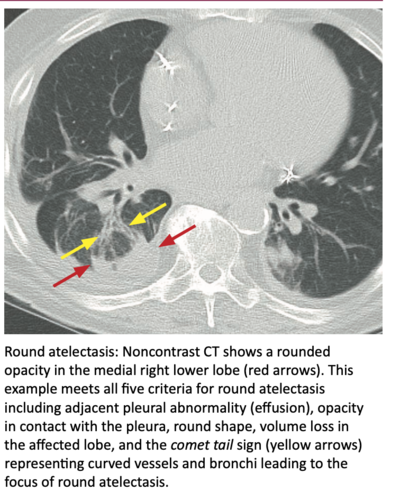 Round atelectasis: Noncontrast CT shows a rounded
opacity in the medial right lower lobe (red arrows). This
example meets all five criteria for round atelectasis
including adjacent pleural abnormality (effusion), opacity
in contact with the pleura, round shape, volume loss in
the affected lobe, and the comet tail sign (yellow arrows)
representing curved vessels and bronchi leading to the
focus of round atelectasis.